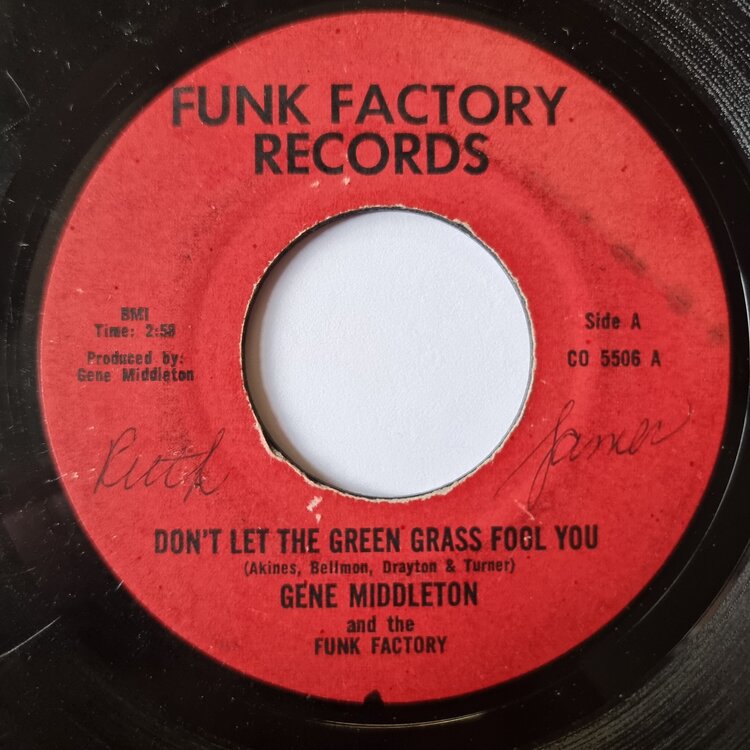 FUNK FACTORY
RECORDS
BMI
Time: 2:58
Produced by:
Gene Middleton
Side A
CO 5506 A
Ruth
James
DON'T LET THE GREEN GRASS FOOL YOU
(Akines, Bellmon, Drayton & Turner)
GENE MIDDLETON
and the
FUNK FACTORY